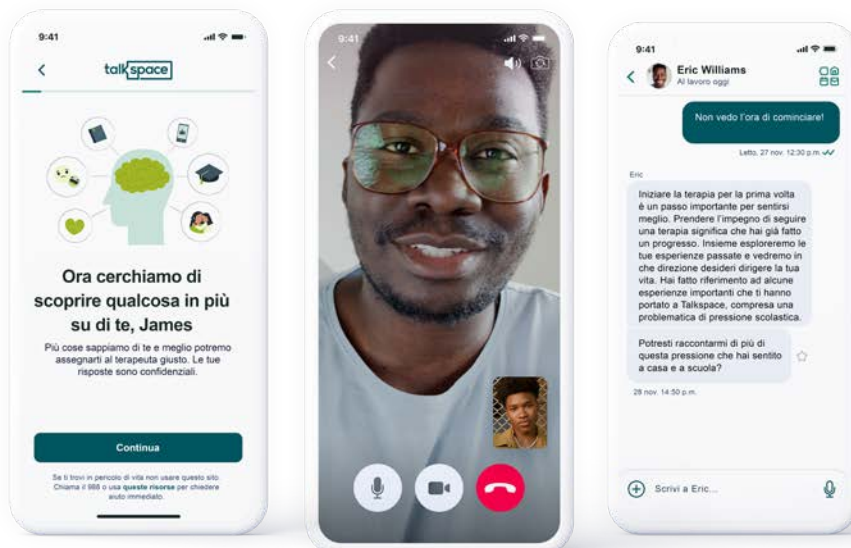 9:41
talkspace
Ora cerchiamo di
scoprire qualcosa in più
su di te, James
Più cose sappiamo di te e meglio potremo
assegnarti al terapeuta giusto. Le tue
risposte sono confidenziali.
Continua
Se ti trovi in pericolo di vita non usare questo sito.
Chiama il 988 o usa queste risorse per chiedere
aiuto immediato.
9:41
9:41
Eric Williams
Al lavoro oggi
Non vedo l'ora di cominciare!
Letto, 27 nov. 12:30 p.m.
Eric
Iniziare la terapia per la prima volta
è un passo importante per sentirsi
meglio. Prendere l'impegno di seguire
una terapia significa che hai già fatto
un progresso. Insieme esploreremo le
tue esperienze passate e vedremo in
che direzione desideri dirigere la tua
vita. Hai fatto riferimento ad alcune
esperienze importanti che ti hanno
portato a Talkspace, compresa una
problematica di pressione scolastica.
Potresti raccontarmi di più di
questa pressione che hai sentito
a casa e a scuola?
28 nov. 14:50 p.m.
Scrivi a Eric...